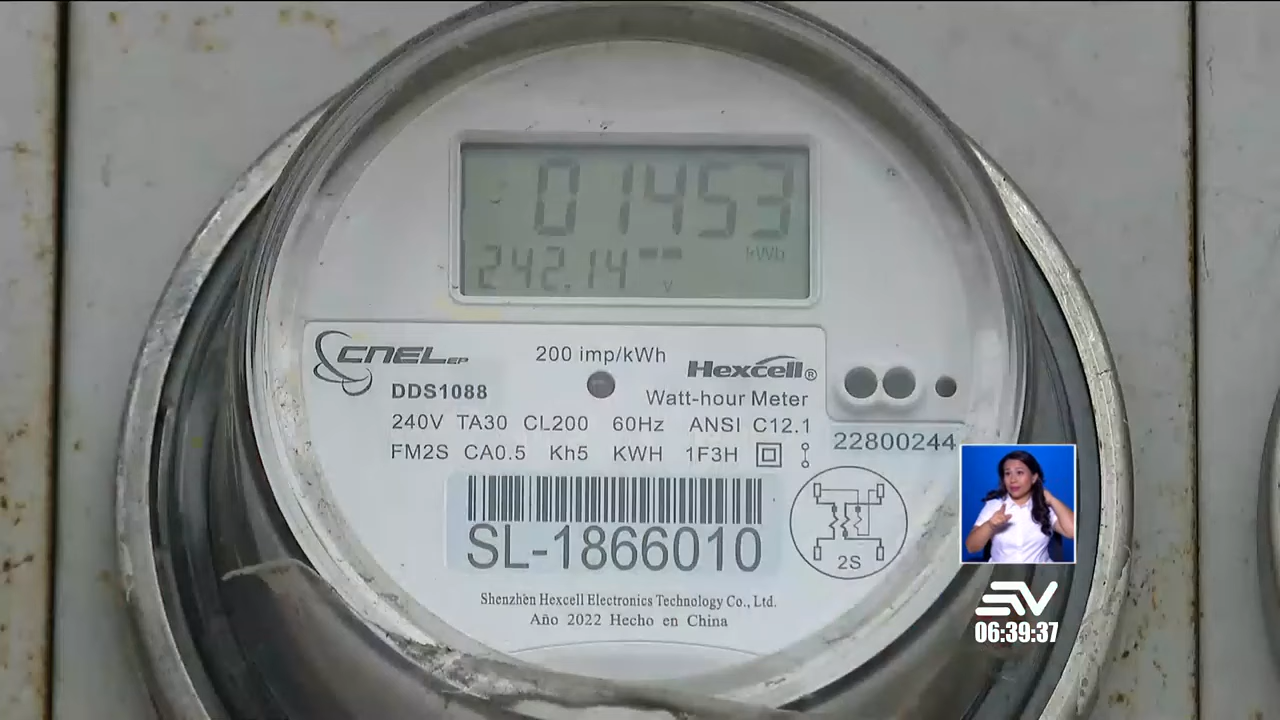 01453
242.14 V kWh
CNEL EP
200 imp/kWh
Hexcell®
DDS1088
Watt-hour Meter
240V TA30 CL200 60Hz ANSI C12.1
FM2S CA0.5 Kh5 KWH 1F3H
22800244
SL-1866010
2S
Shenzhen Hexcell Electronics Technology Co., Ltd.
Año 2022 Hecho en China
06:39:37